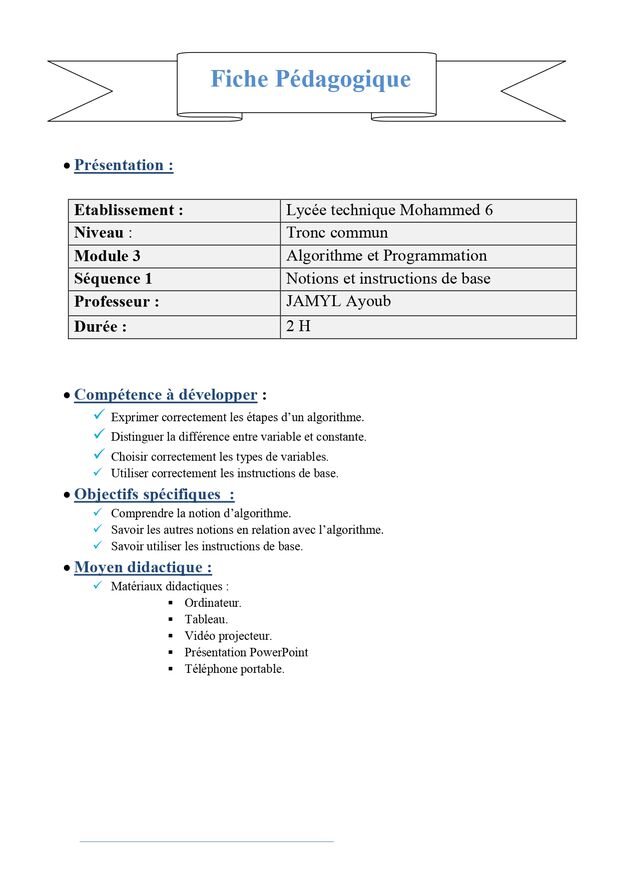 Fiche Pédagogique
Présentation :
Etablissement : Lycée technique Mohammed 6
Niveau : Tronc commun
Module 3 Algorithme et Programmation
Séquence 1 Notions et instructions de base
Professeur : JAMYL Ayoub
Durée : 2 H
Compétence à développer :
Exprimer correctement les étapes d’un algorithme.
Distinguer la différence entre variable et constante.
Choisir correctement les types de variables.
Utiliser correctement les instructions de base.
Objectifs spécifiques :
Comprendre la notion d’algorithme.
Savoir les autres notions en relation avec l’algorithme.
Savoir utiliser les instructions de base.
Moyen didactique :
Matériaux didactiques :
Ordinateur.
Tableau.
Vidéo projecteur.
Présentation PowerPoint
Téléphone portable.